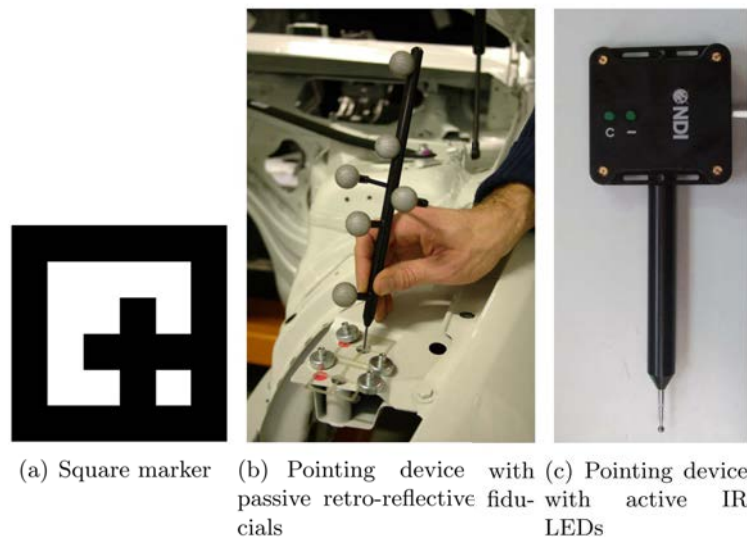 NDI
C I
(a) Square marker
(b) Pointing device with
passive retro-reflective fidu-
cials
(c) Pointing device
with active IR
LEDs